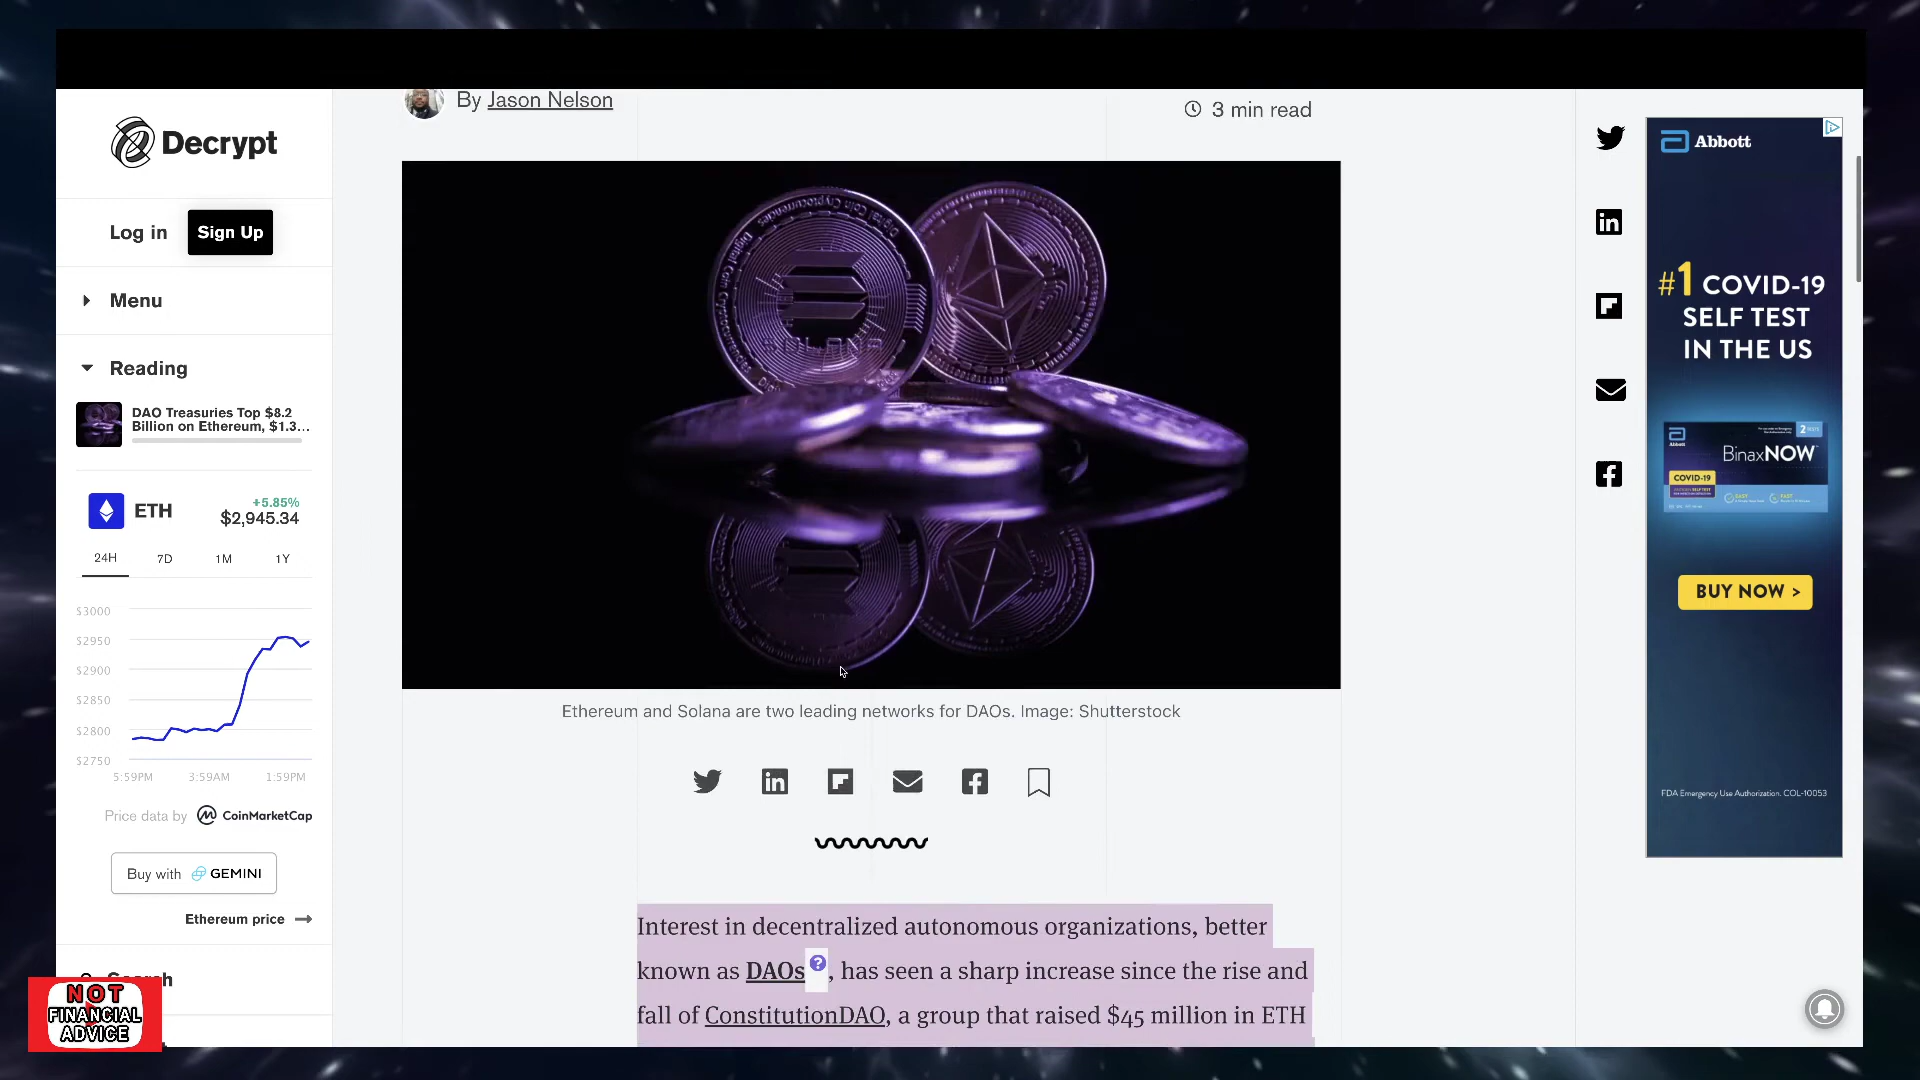 Decrypt
Log in
Sign Up
Menu
Reading
DAO Treasuries Top $8.2
Billion on Ethereum, $1.3...
ETH
+5.85%
$2,945.34
24H
7D
1M
1Y
$3000
$2950
$2900
$2850
$2800
$2750
5:59PM
3:59AM
1:59PM
Price data by
CoinMarketCap
Buy with
GEMINI
Ethereum price
Search
NOT
FINANCIAL
ADVICE
By Jason Nelson
3 min read
SOLANA
Ethereum and Solana are two leading networks for DAOs. Image: Shutterstock
Interest in decentralized autonomous organizations, better
known as DAOs?, has seen a sharp increase since the rise and
fall of ConstitutionDAO, a group that raised $45 million in ETH
Abbott
#1 COVID-19
SELF TEST
IN THE US
Abbott
BinaxNOW
COVID-19
BUY NOW >
FDA Emergency Use Authorization. COL-10053